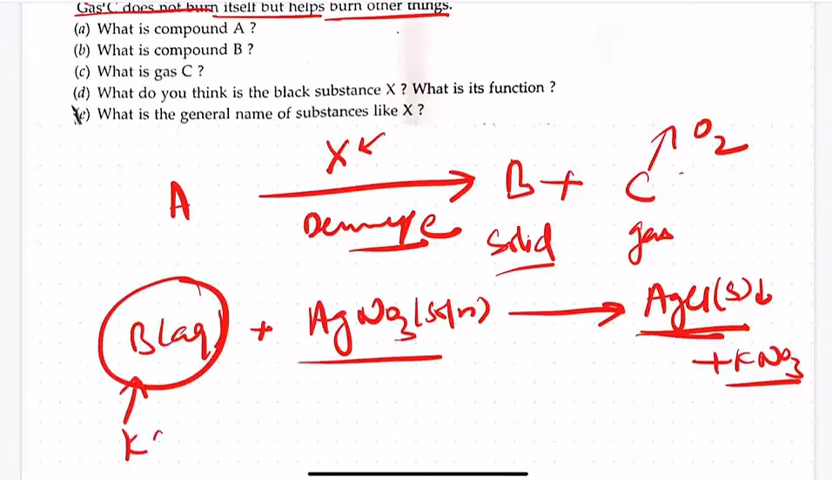 Gas'C does not burn itself but helps burn other things.
(a) What is compound A ?
(b) What is compound B ?
(c) What is gas C ?
(d) What do you think is the black substance X ? What is its function ?
(e) What is the general name of substances like X ?
A X B + C O2
solid gas
B(aq) + AgNO3(sol/n) AgCl(s)↓
+ KNO3
K